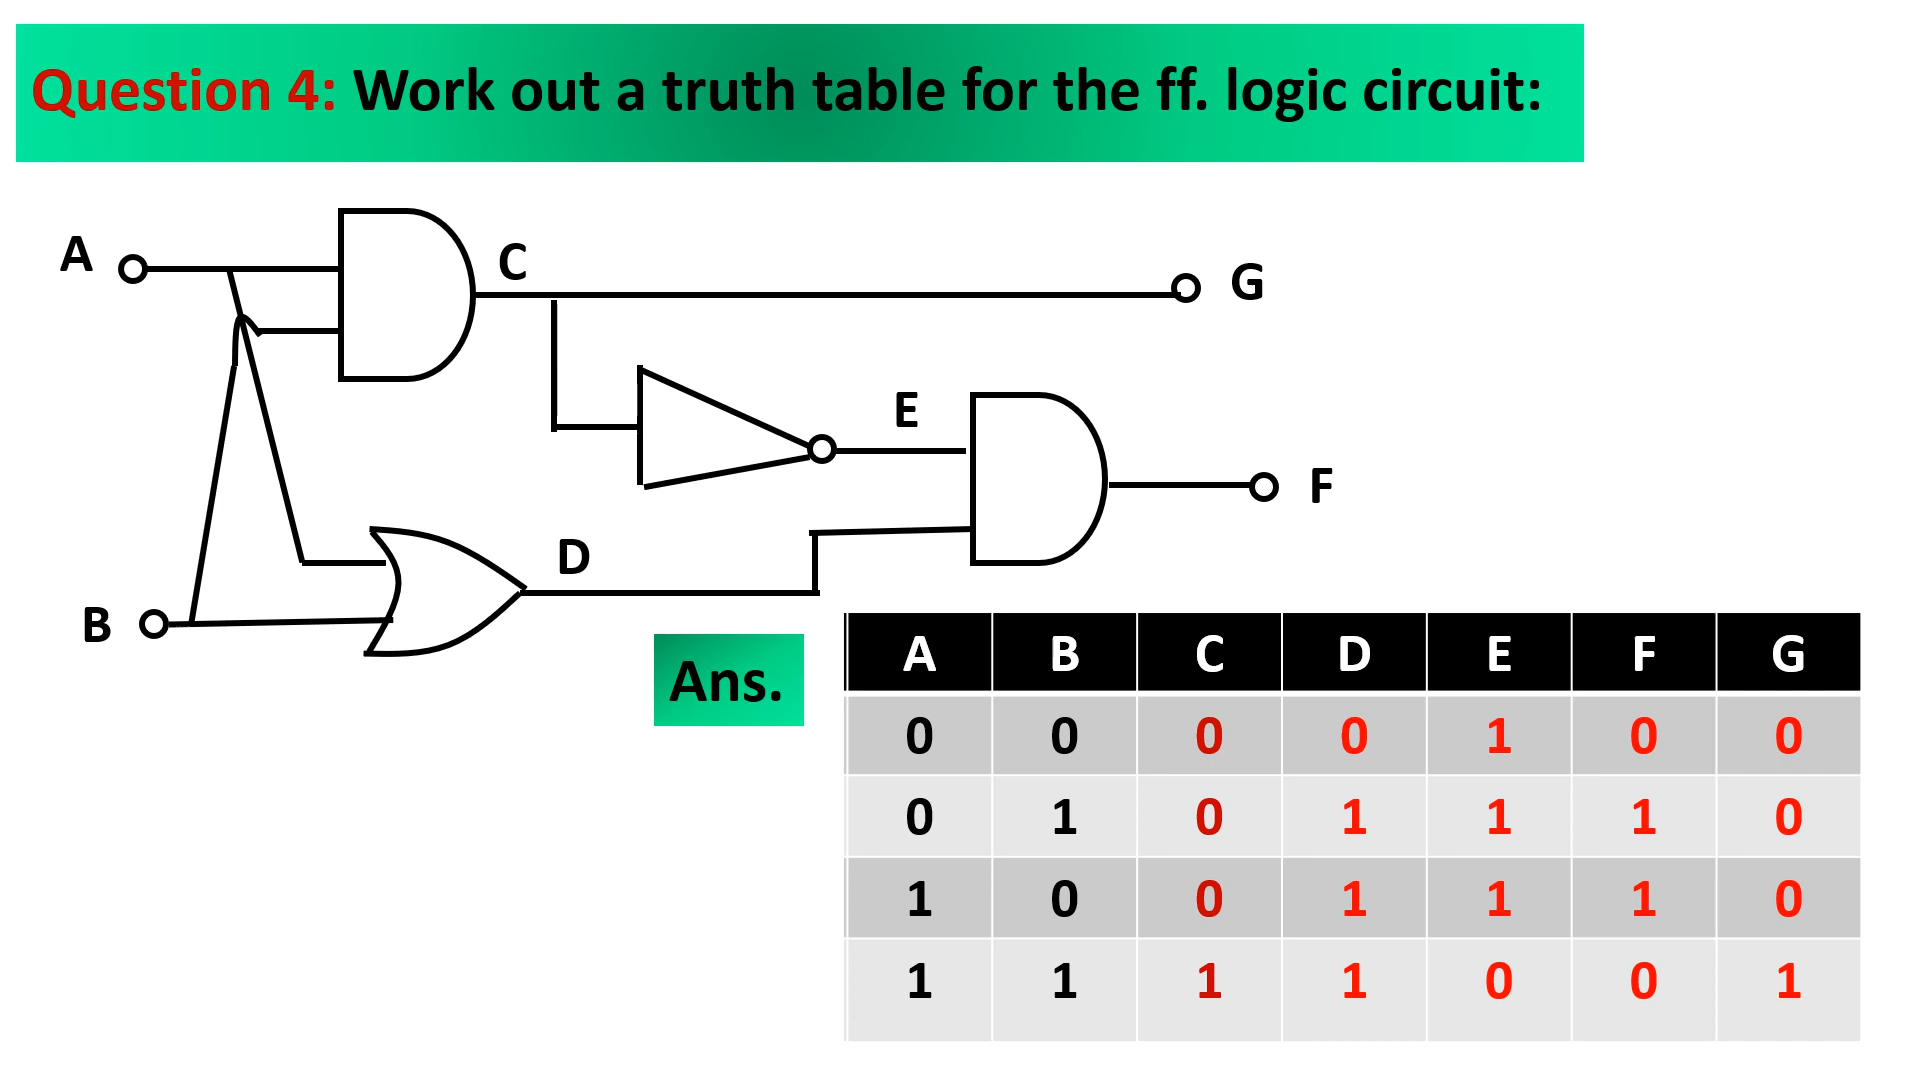 Question 4: Work out a truth table for the ff. logic circuit:
A
C
G
E
F
D
B
Ans.
A B C D E F G
0 0 0 0 1 0 0
0 1 0 1 1 1 0
1 0 0 1 1 1 0
1 1 1 1 0 0 1